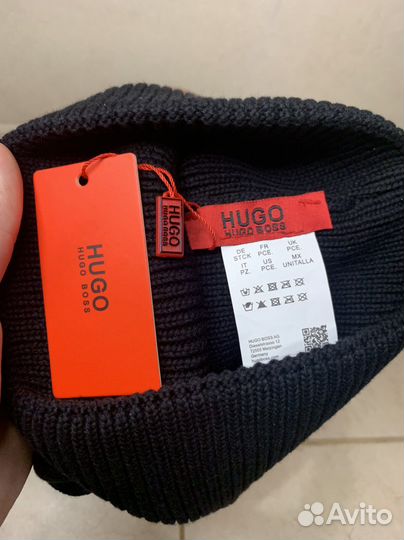 HUGO
HUGO BOSS
HUGO
HUGO BOSS
HUGO
HUGO BOSS
DE FR UK
STCK PCE. PCE.
IT US MX
PZ. PCE. UNITALLA
HUGO BOSS AG
Dieselstrasse 12
72555 Metzingen
Germany
Avito